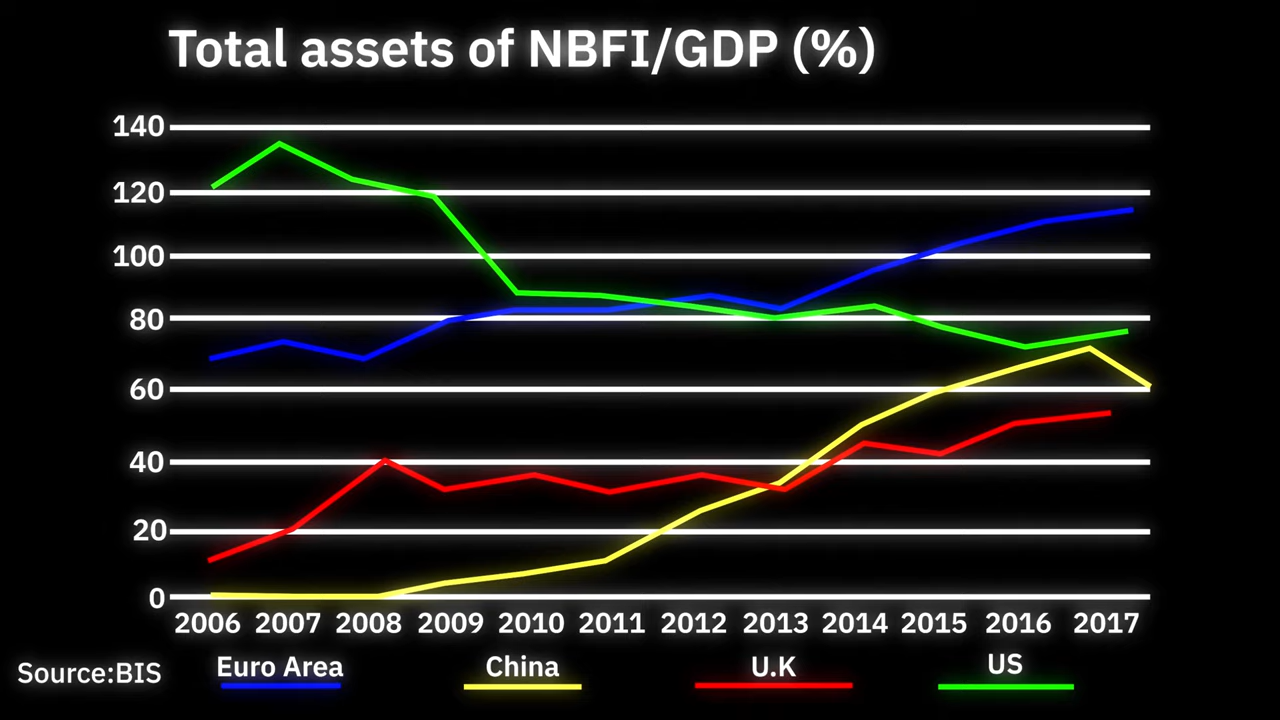 Total assets of NBFI/GDP (%)
140
120
100
80
60
40
20
0
2006 2007 2008 2009 2010 2011 2012 2013 2014 2015 2016 2017
Source:BIS Euro Area China U.K US